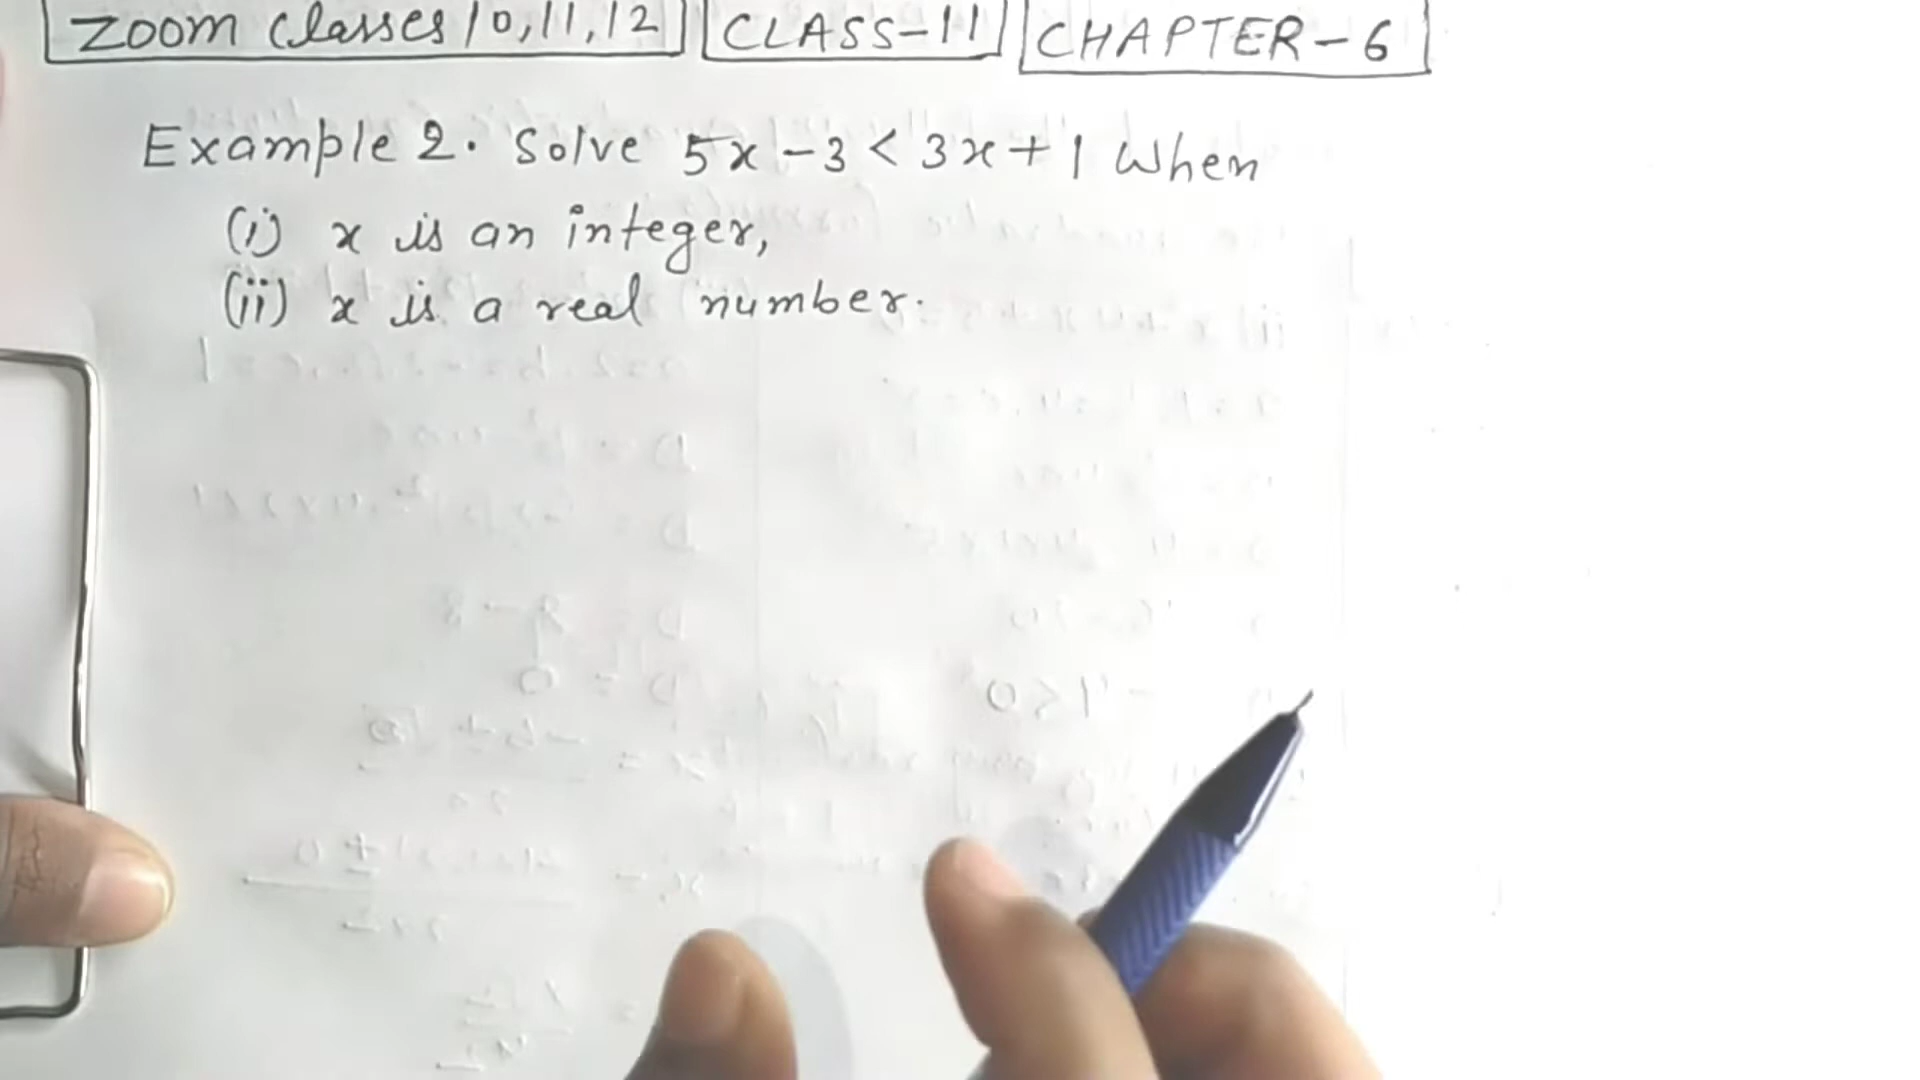 Zoom Classes 10,11,12 CLASS-11 CHAPTER-6
Example 2. Solve 5x-3<3x+1 when
(i) x is an integer,
(ii) x is a real number.